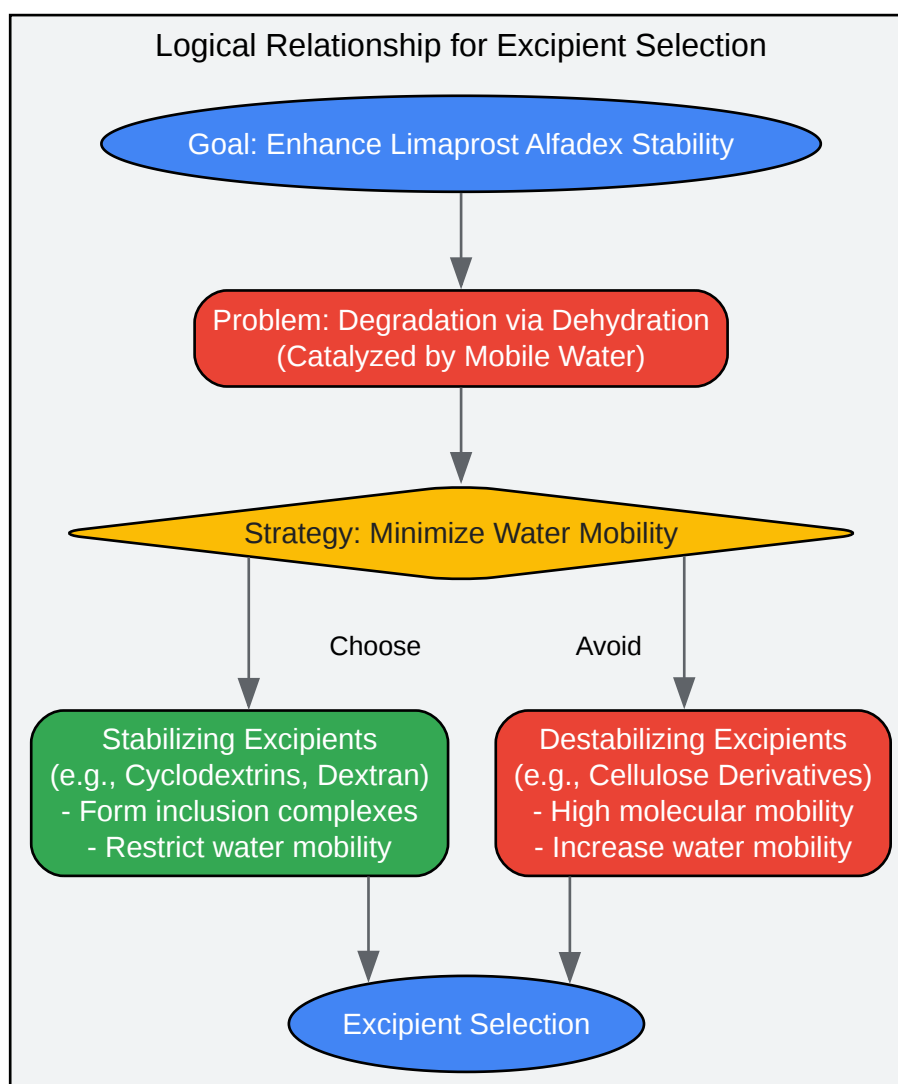 Logical Relationship for Excipient Selection
Goal: Enhance Limaprost Alfadex Stability
Problem: Degradation via Dehydration
(Catalyzed by Mobile Water)
Strategy: Minimize Water Mobility
Choose
Avoid
Stabilizing Excipients
(e.g., Cyclodextrins, Dextran)
- Form inclusion complexes
- Restrict water mobility
Destabilizing Excipients
(e.g., Cellulose Derivatives)
- High molecular mobility
- Increase water mobility
Excipient Selection